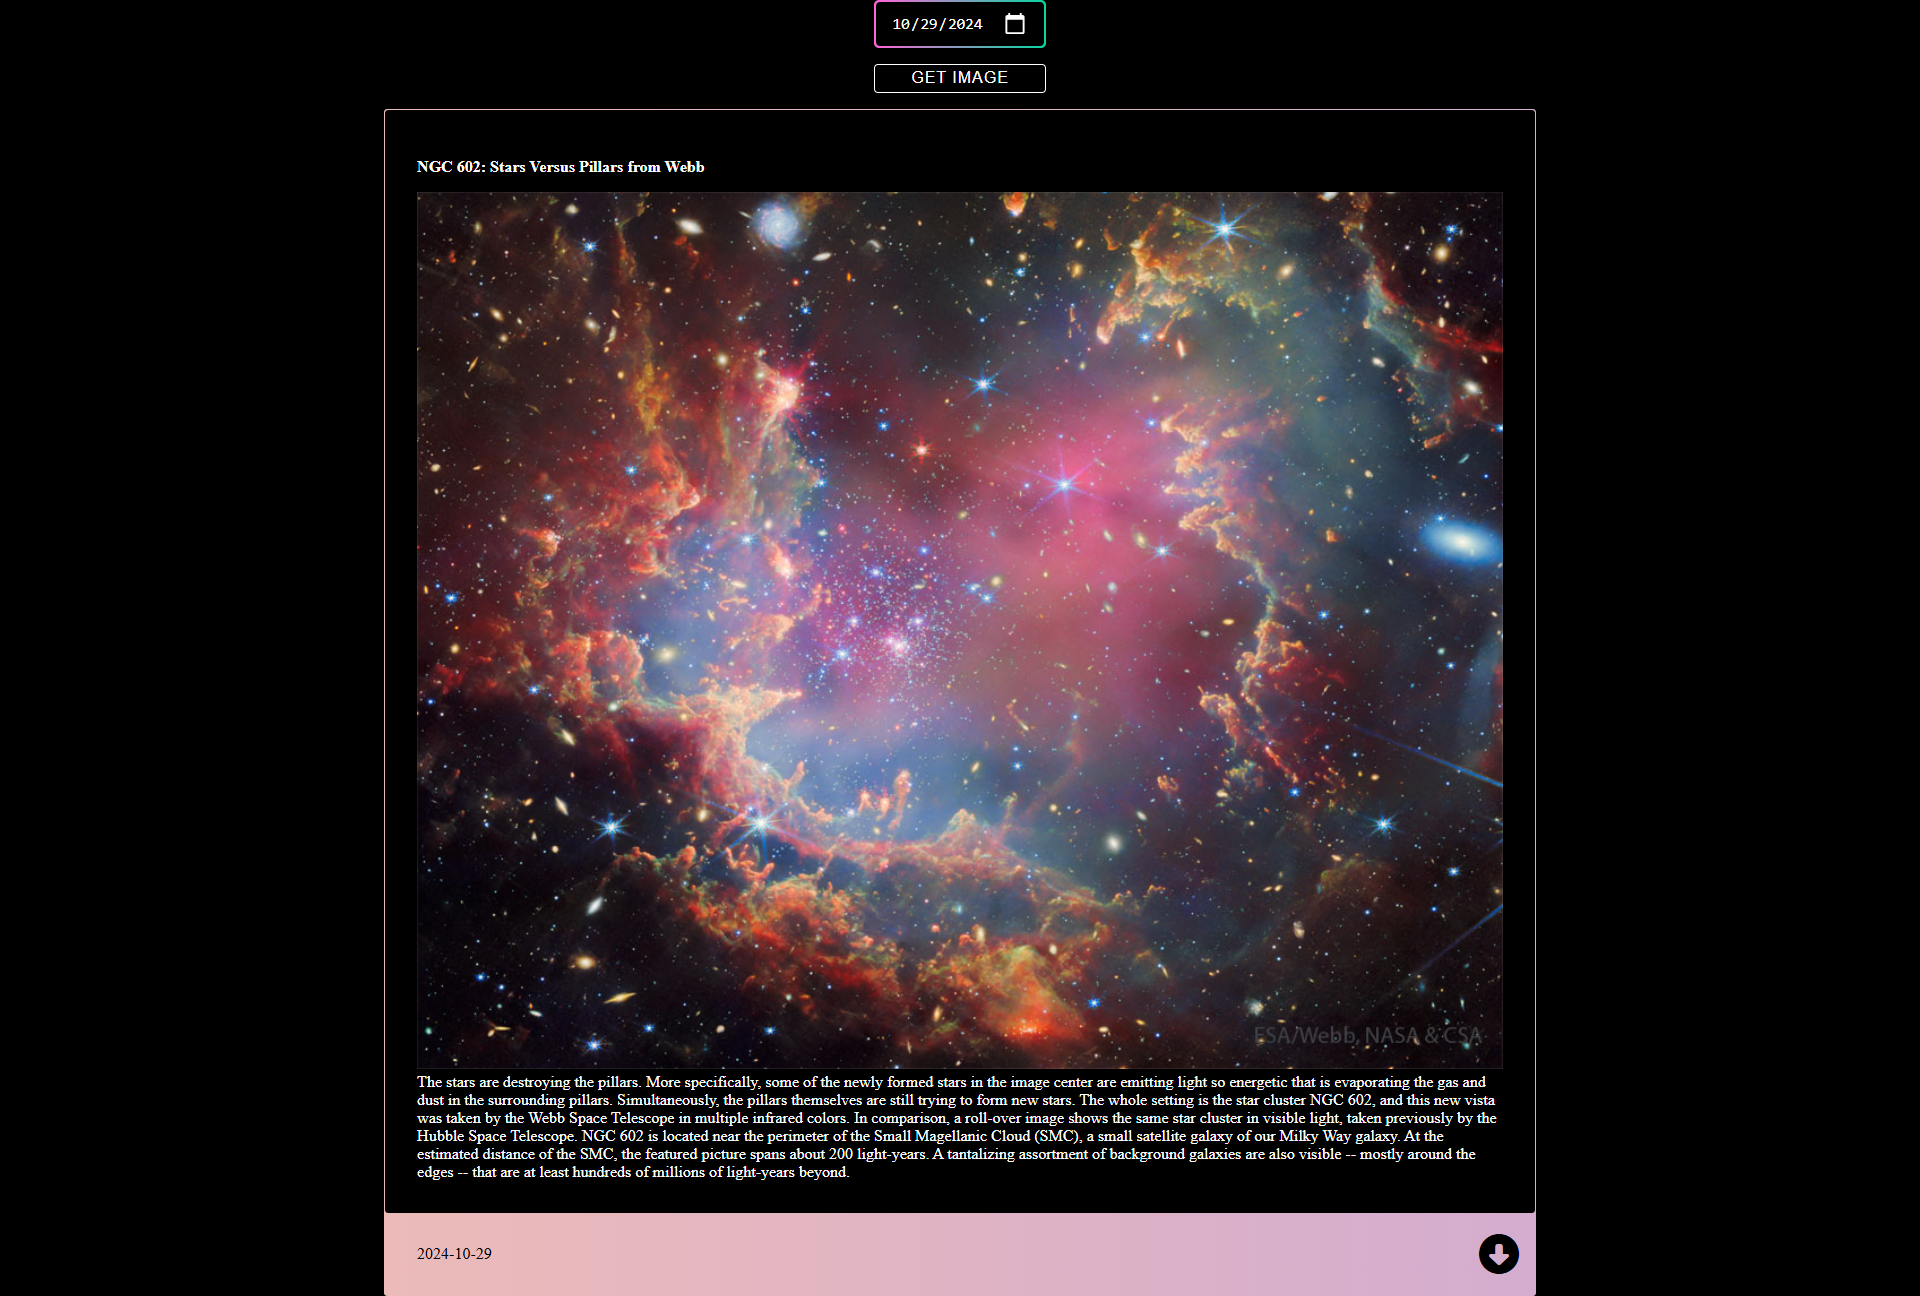 10/29/2024
GET IMAGE
NGC 602: Stars Versus Pillars from Webb
ESA/Webb, NASA & CSA
The stars are destroying the pillars. More specifically, some of the newly formed stars in the image center are emitting light so energetic that is evaporating the gas and
dust in the surrounding pillars. Simultaneously, the pillars themselves are still trying to form new stars. The whole setting is the star cluster NGC 602, and this new vista
was taken by the Webb Space Telescope in multiple infrared colors. In comparison, a roll-over image shows the same star cluster in visible light, taken previously by the
Hubble Space Telescope. NGC 602 is located near the perimeter of the Small Magellanic Cloud (SMC), a small satellite galaxy of our Milky Way galaxy. At the
estimated distance of the SMC, the featured picture spans about 200 light-years. A tantalizing assortment of background galaxies are also visible -- mostly around the
edges -- that are at least hundreds of millions of light-years beyond.
2024-10-29